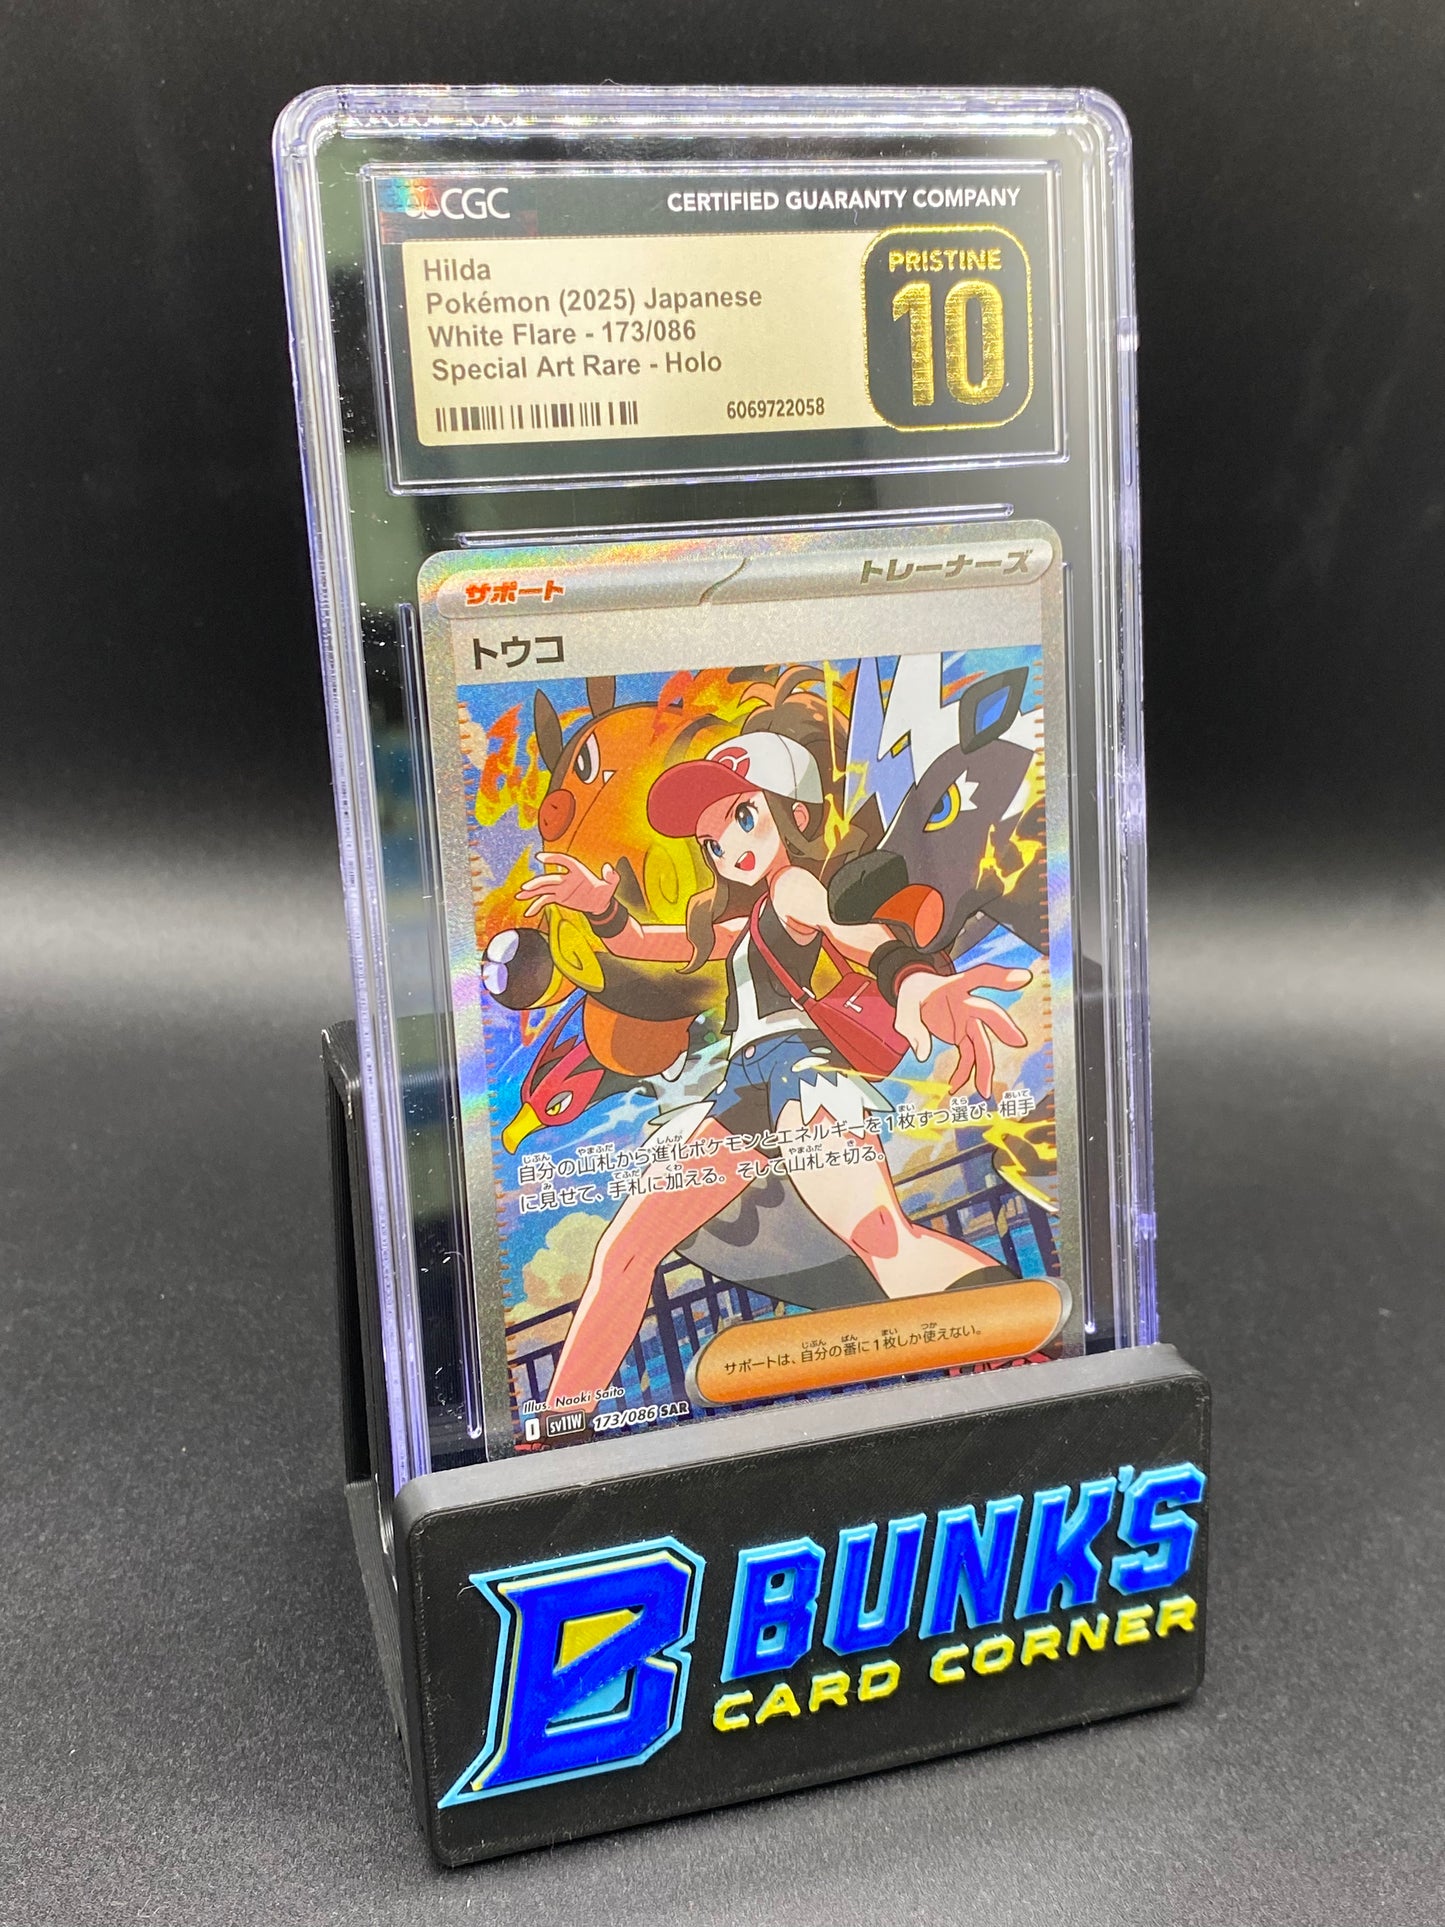 CGC
CERTIFIED GUARANTY COMPANY
Hilda
Pokémon (2025) Japanese
White Flare - 173/086
Special Art Rare - Holo
6069722058
PRISTINE
10
サポート
トレーナーズ
トウコ
自分の山札から進化ポケモンとエネルギーを1枚ずつ選び、相手
に見せて、手札に加える。そして山札を切る。
サポートは、自分の番に1枚しか使えない。
Illus. Naoki Saito
I sv11W 173/086 SAR
B
BUNK'S
CARD CORNER